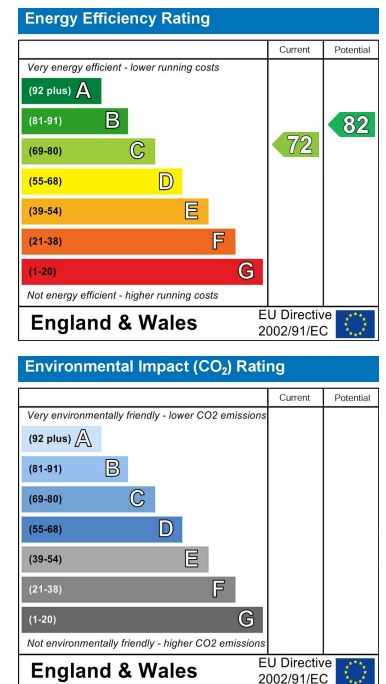 Energy Efficiency Rating
Current Potential
Very energy efficient - lower running costs
(92 plus) A
(81-91) B
(69-80) C
(55-68) D
(39-54) E
(21-38) F
(1-20) G
72
82
Not energy efficient - higher running costs
England & Wales
EU Directive
2002/91/EC
Environmental Impact (CO₂) Rating
Current Potential
Very environmentally friendly - lower CO2 emissions
(92 plus) A
(81-91) B
(69-80) C
(55-68) D
(39-54) E
(21-38) F
(1-20) G
Not environmentally friendly - higher CO2 emissions
England & Wales
EU Directive
2002/91/EC